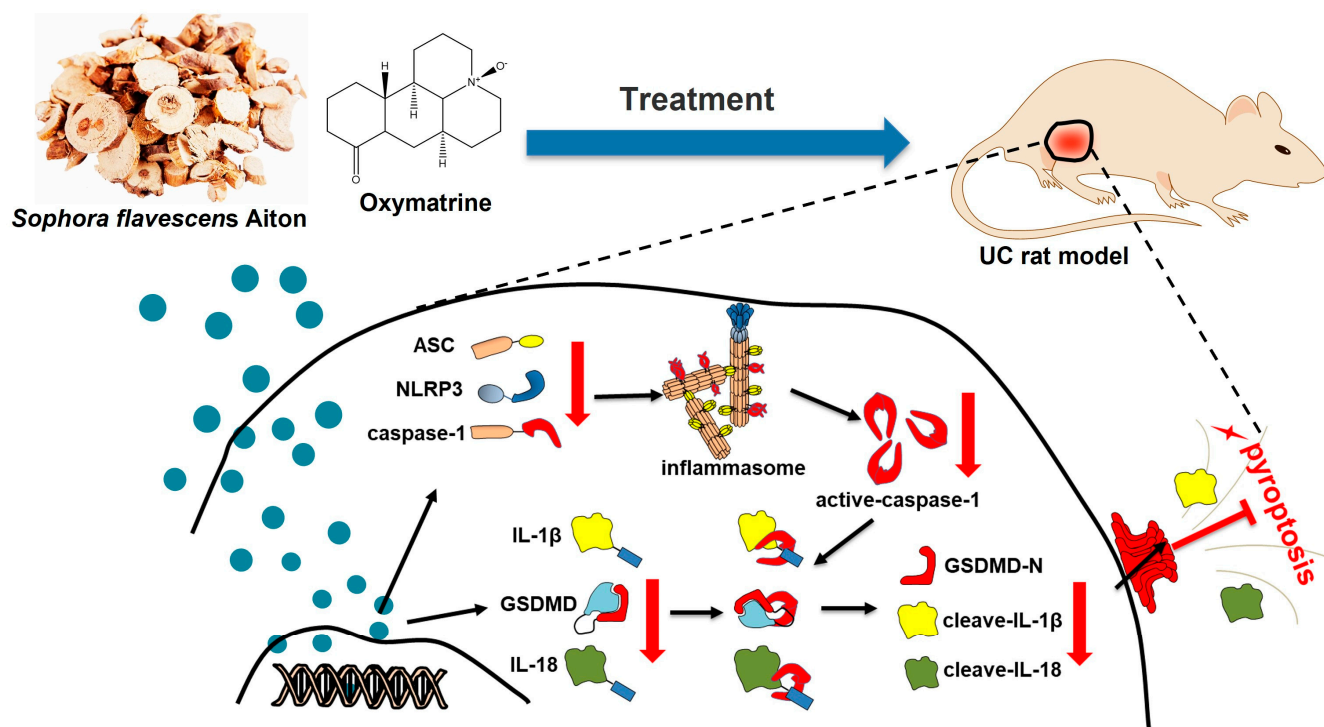 Sophora flavescens Aiton
H
H
H
N+
O-
O
Oxymatrine
Treatment
UC rat model
ASC
NLRP3
caspase-1
inflammasome
active-caspase-1
IL-1β
GSDMD
IL-18
GSDMD-N
cleave-IL-1β
cleave-IL-18
pyroptosis